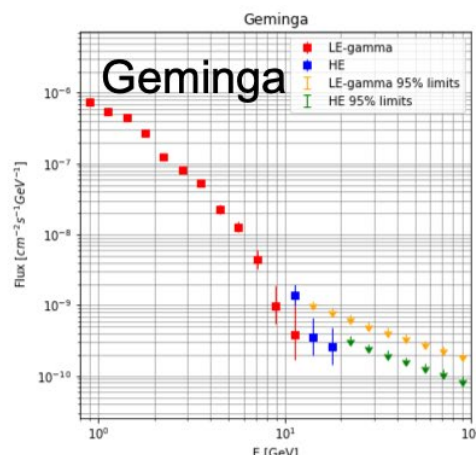 Geminga
Geminga
LE-gamma
HE
LE-gamma 95% limits
HE 95% limits
10⁻⁶
10⁻⁷
10⁻⁸
10⁻⁹
10⁻¹⁰
Flux [cm⁻²s⁻¹GeV⁻¹]
10⁰
10¹
10
E [GeV]